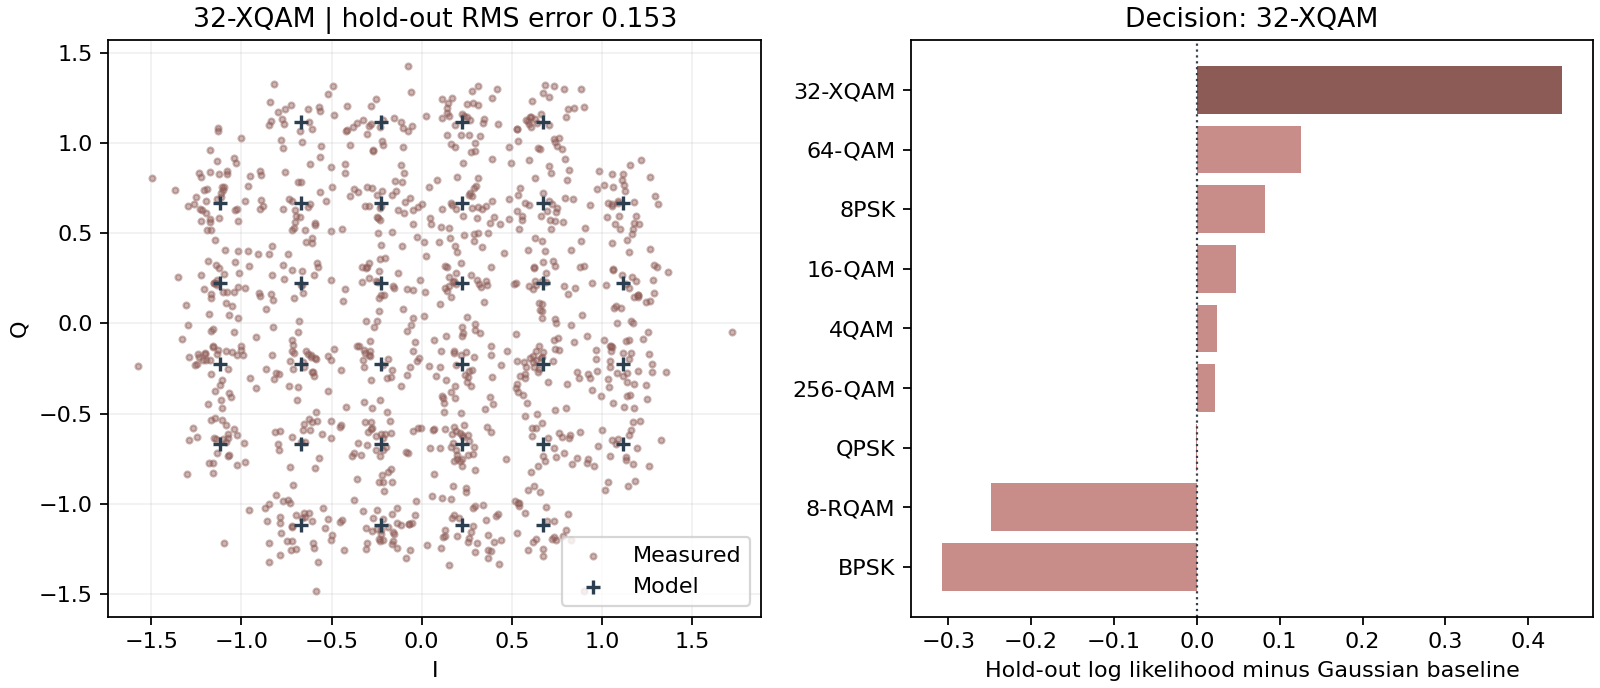 32-XQAM | hold-out RMS error 0.153
1.5
1.0
0.5
0.0
−0.5
−1.0
−1.5
Q
−1.5 −1.0 −0.5 0.0 0.5 1.0 1.5
I
Measured
Model
Decision: 32-XQAM
32-XQAM
64-QAM
8PSK
16-QAM
4QAM
256-QAM
QPSK
8-RQAM
BPSK
−0.3 −0.2 −0.1 0.0 0.1 0.2 0.3 0.4
Hold-out log likelihood minus Gaussian baseline